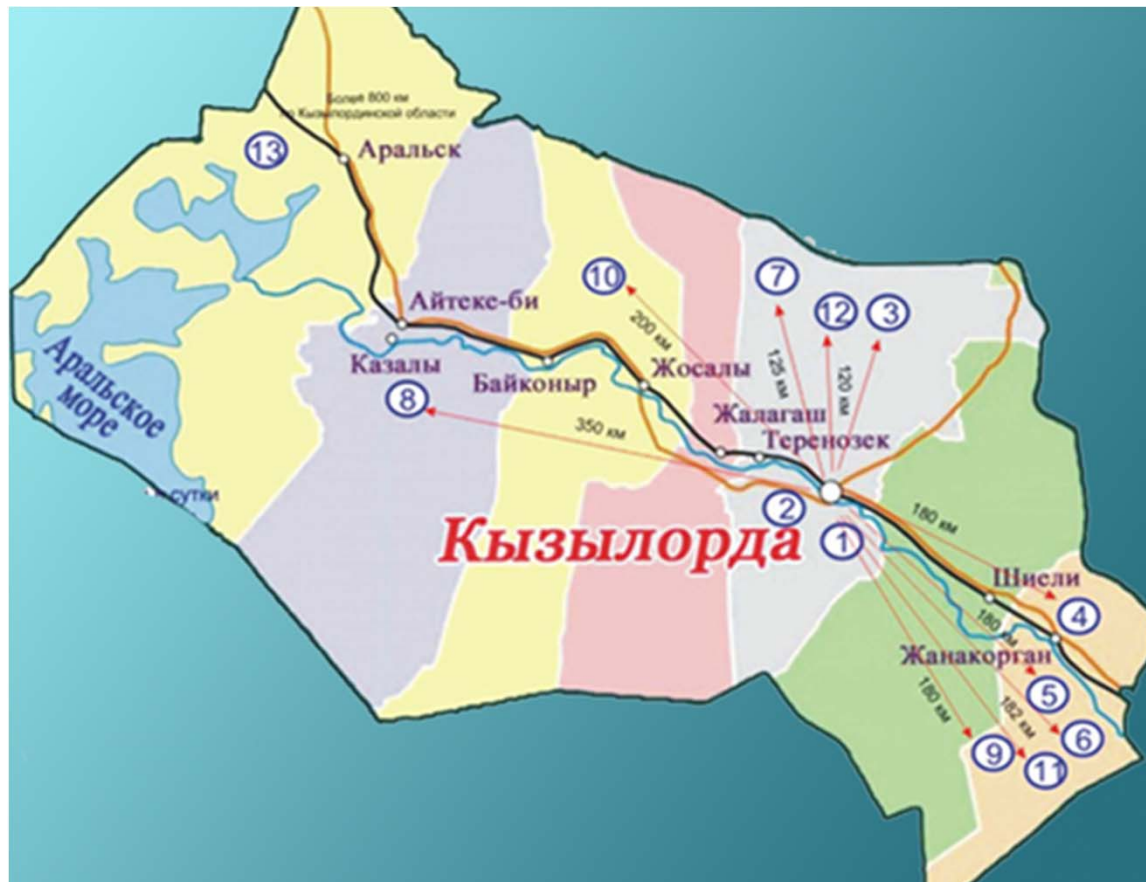 Более 800 км
по Кызылординской области
13
Аральск
10
7
12
3
Айтеке-би
200 км
125 км
120 км
Аральское
море
Казалы
Байконыр
Жосалы
8
350 км
Жалагаш
Теренозек
сутки
2
Кызылорда
1
180 км
Шиели
4
180 км
Жанакорган
5
180 км
182 км
6
9
11